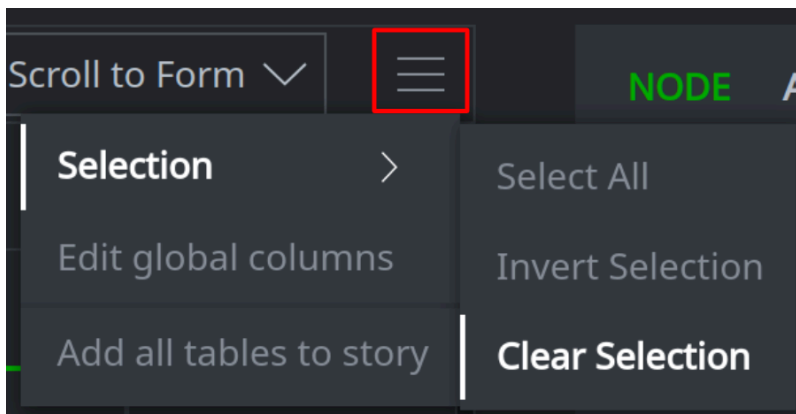 Scroll to Form
NODE A
Selection
Edit global columns
Add all tables to story
Select All
Invert Selection
Clear Selection